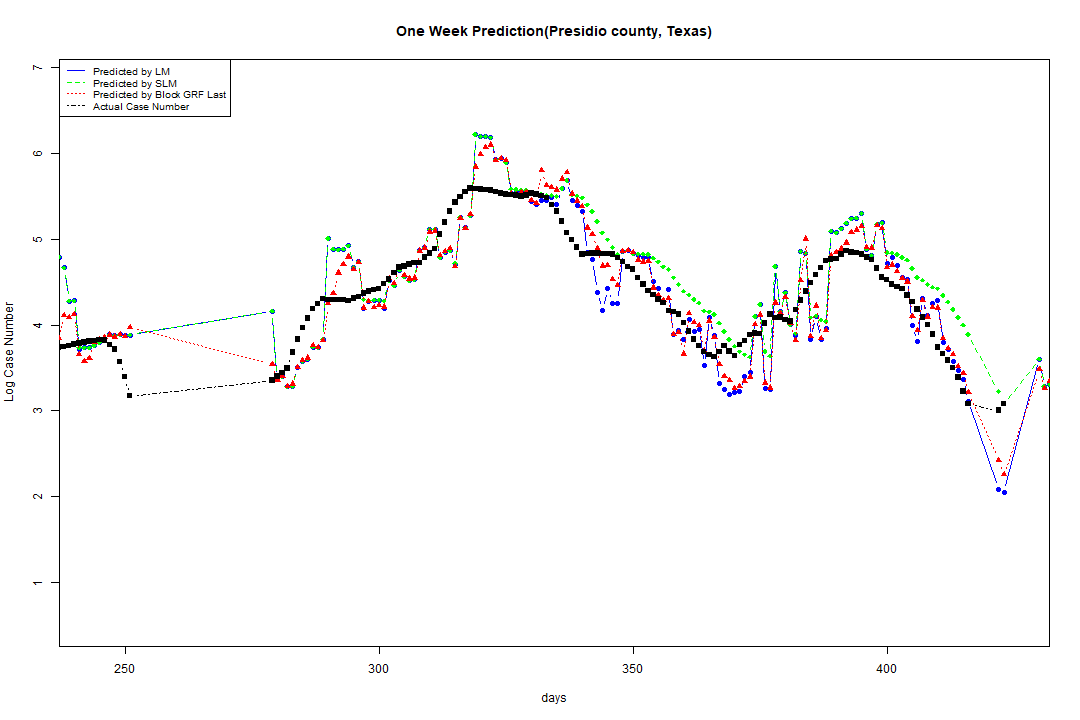 One Week Prediction(Presidio county, Texas)
Predicted by LM
Predicted by SLM
Predicted by Block GRF Last
Actual Case Number
7
6
5
4
3
2
1
Log Case Number
250
300
350
400
days